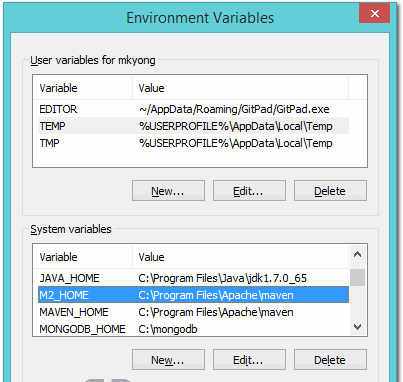 Environment Variables
User variables for mkyong
Variable Value
EDITOR ~/AppData/Roaming/GitPad/GitPad.exe
TEMP %USERPROFILE%\AppData\Local\Temp
TMP %USERPROFILE%\AppData\Local\Temp
New... Edit... Delete
System variables
Variable Value
JAVA_HOME C:\Program Files\Java\jdk1.7.0_65
M2_HOME C:\Program Files\Apache\maven
MAVEN_HOME C:\Program Files\Apache\maven
MONGODB_HOME C:\mongodb
New... Edit... Delete